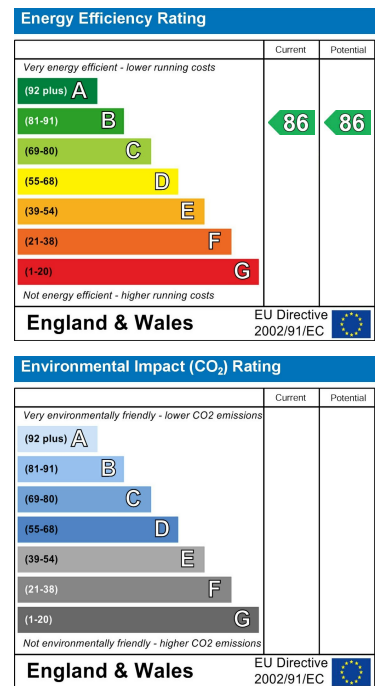 Energy Efficiency Rating
Current Potential
Very energy efficient - lower running costs
(92 plus) A
(81-91) B 86 86
(69-80) C
(55-68) D
(39-54) E
(21-38) F
(1-20) G
Not energy efficient - higher running costs
England & Wales EU Directive 2002/91/EC
Environmental Impact (CO2) Rating
Current Potential
Very environmentally friendly - lower CO2 emissions
(92 plus) A
(81-91) B
(69-80) C
(55-68) D
(39-54) E
(21-38) F
(1-20) G
Not environmentally friendly - higher CO2 emissions
England & Wales EU Directive 2002/91/EC